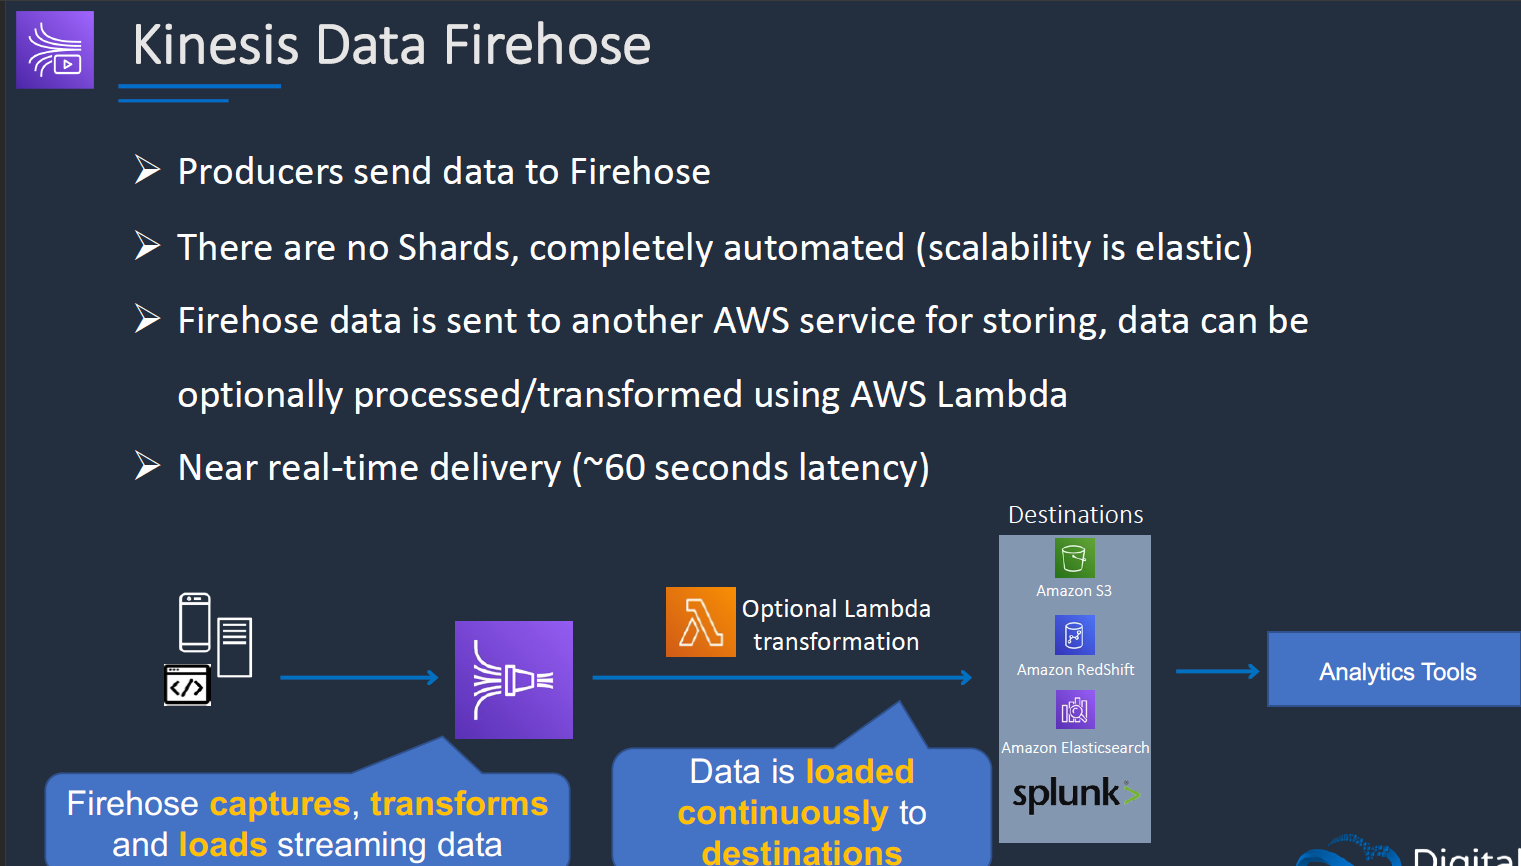 Kinesis Data Firehose
Producers send data to Firehose
There are no Shards, completely automated (scalability is elastic)
Firehose data is sent to another AWS service for storing, data can be
optionally processed/transformed using AWS Lambda
Near real-time delivery (~60 seconds latency)
Destinations
Amazon S3
Optional Lambda
transformation
Amazon RedShift
Analytics Tools
</>
Amazon Elasticsearch
splunk>
Firehose captures, transforms
and loads streaming data
Data is loaded
continuously to
destinations
Digital